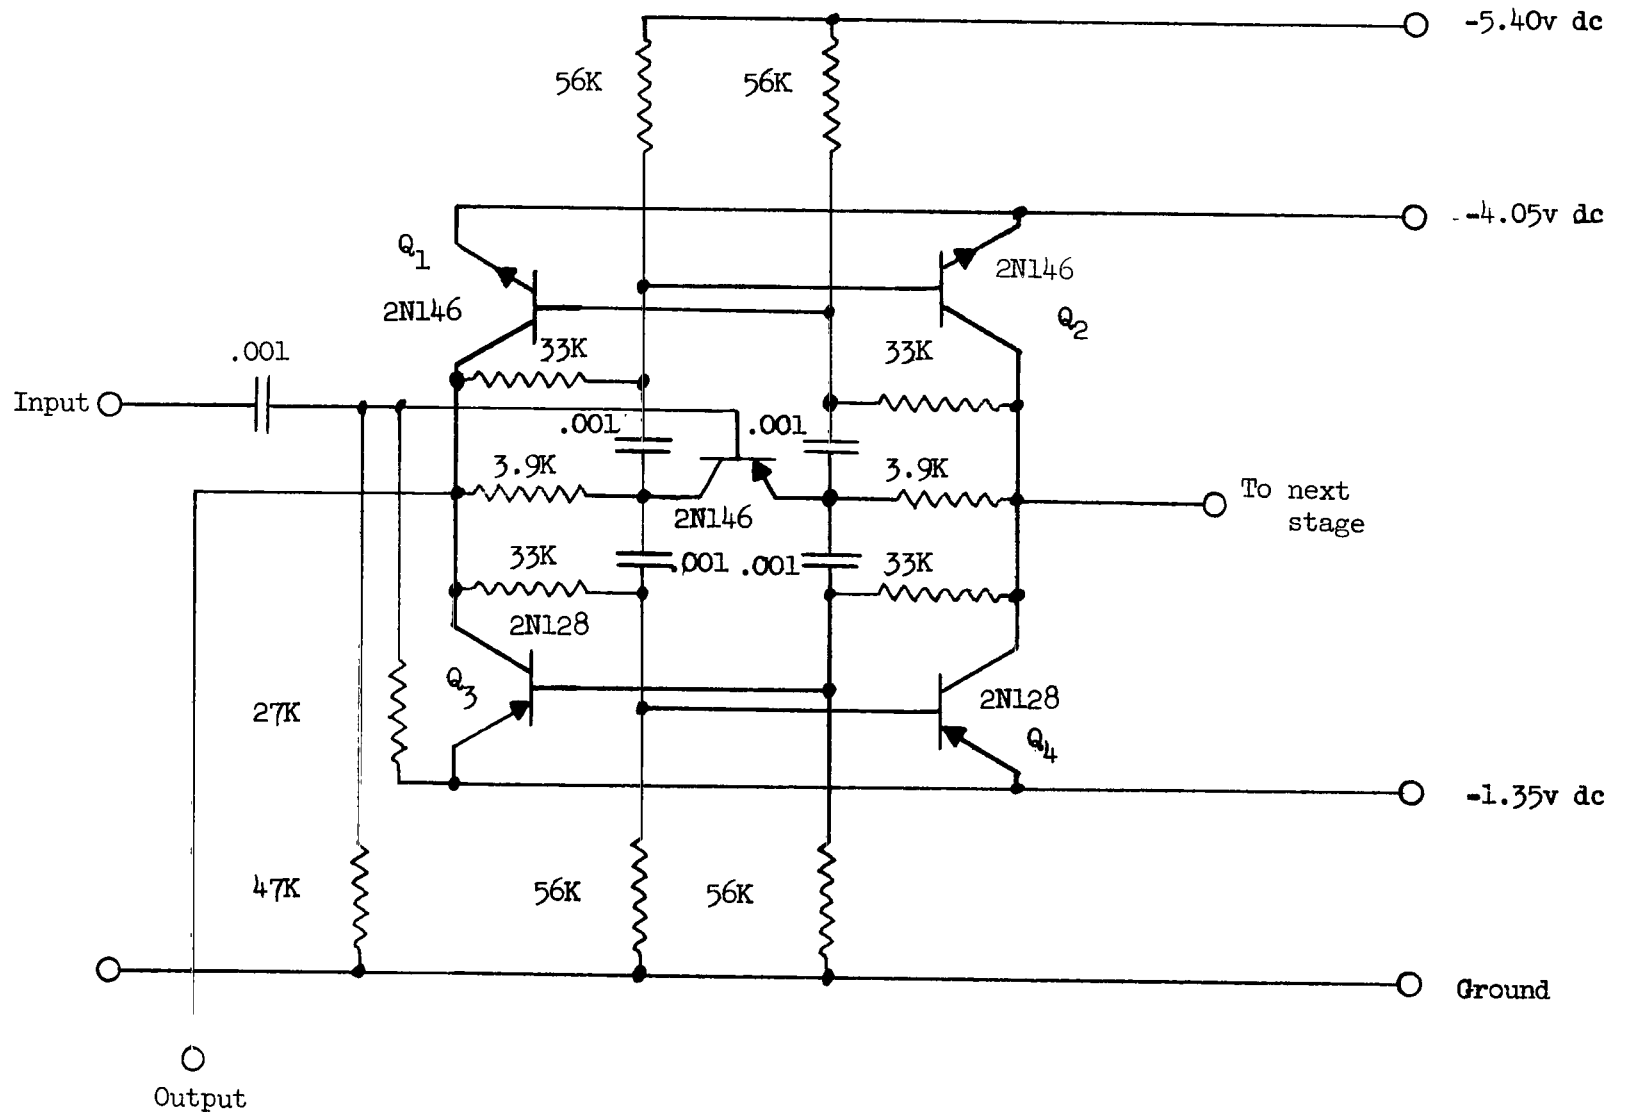 -5.40v dc
56K
56K
-4.05v dc
Q1
2N146
2N146
Q2
33K
33K
.001
Input
.001
.001
3.9K
3.9K
To next
stage
2N146
33K
.001
.001
33K
2N128
Q3
2N128
27K
Q4
-1.35v dc
47K
56K
56K
Ground
Output